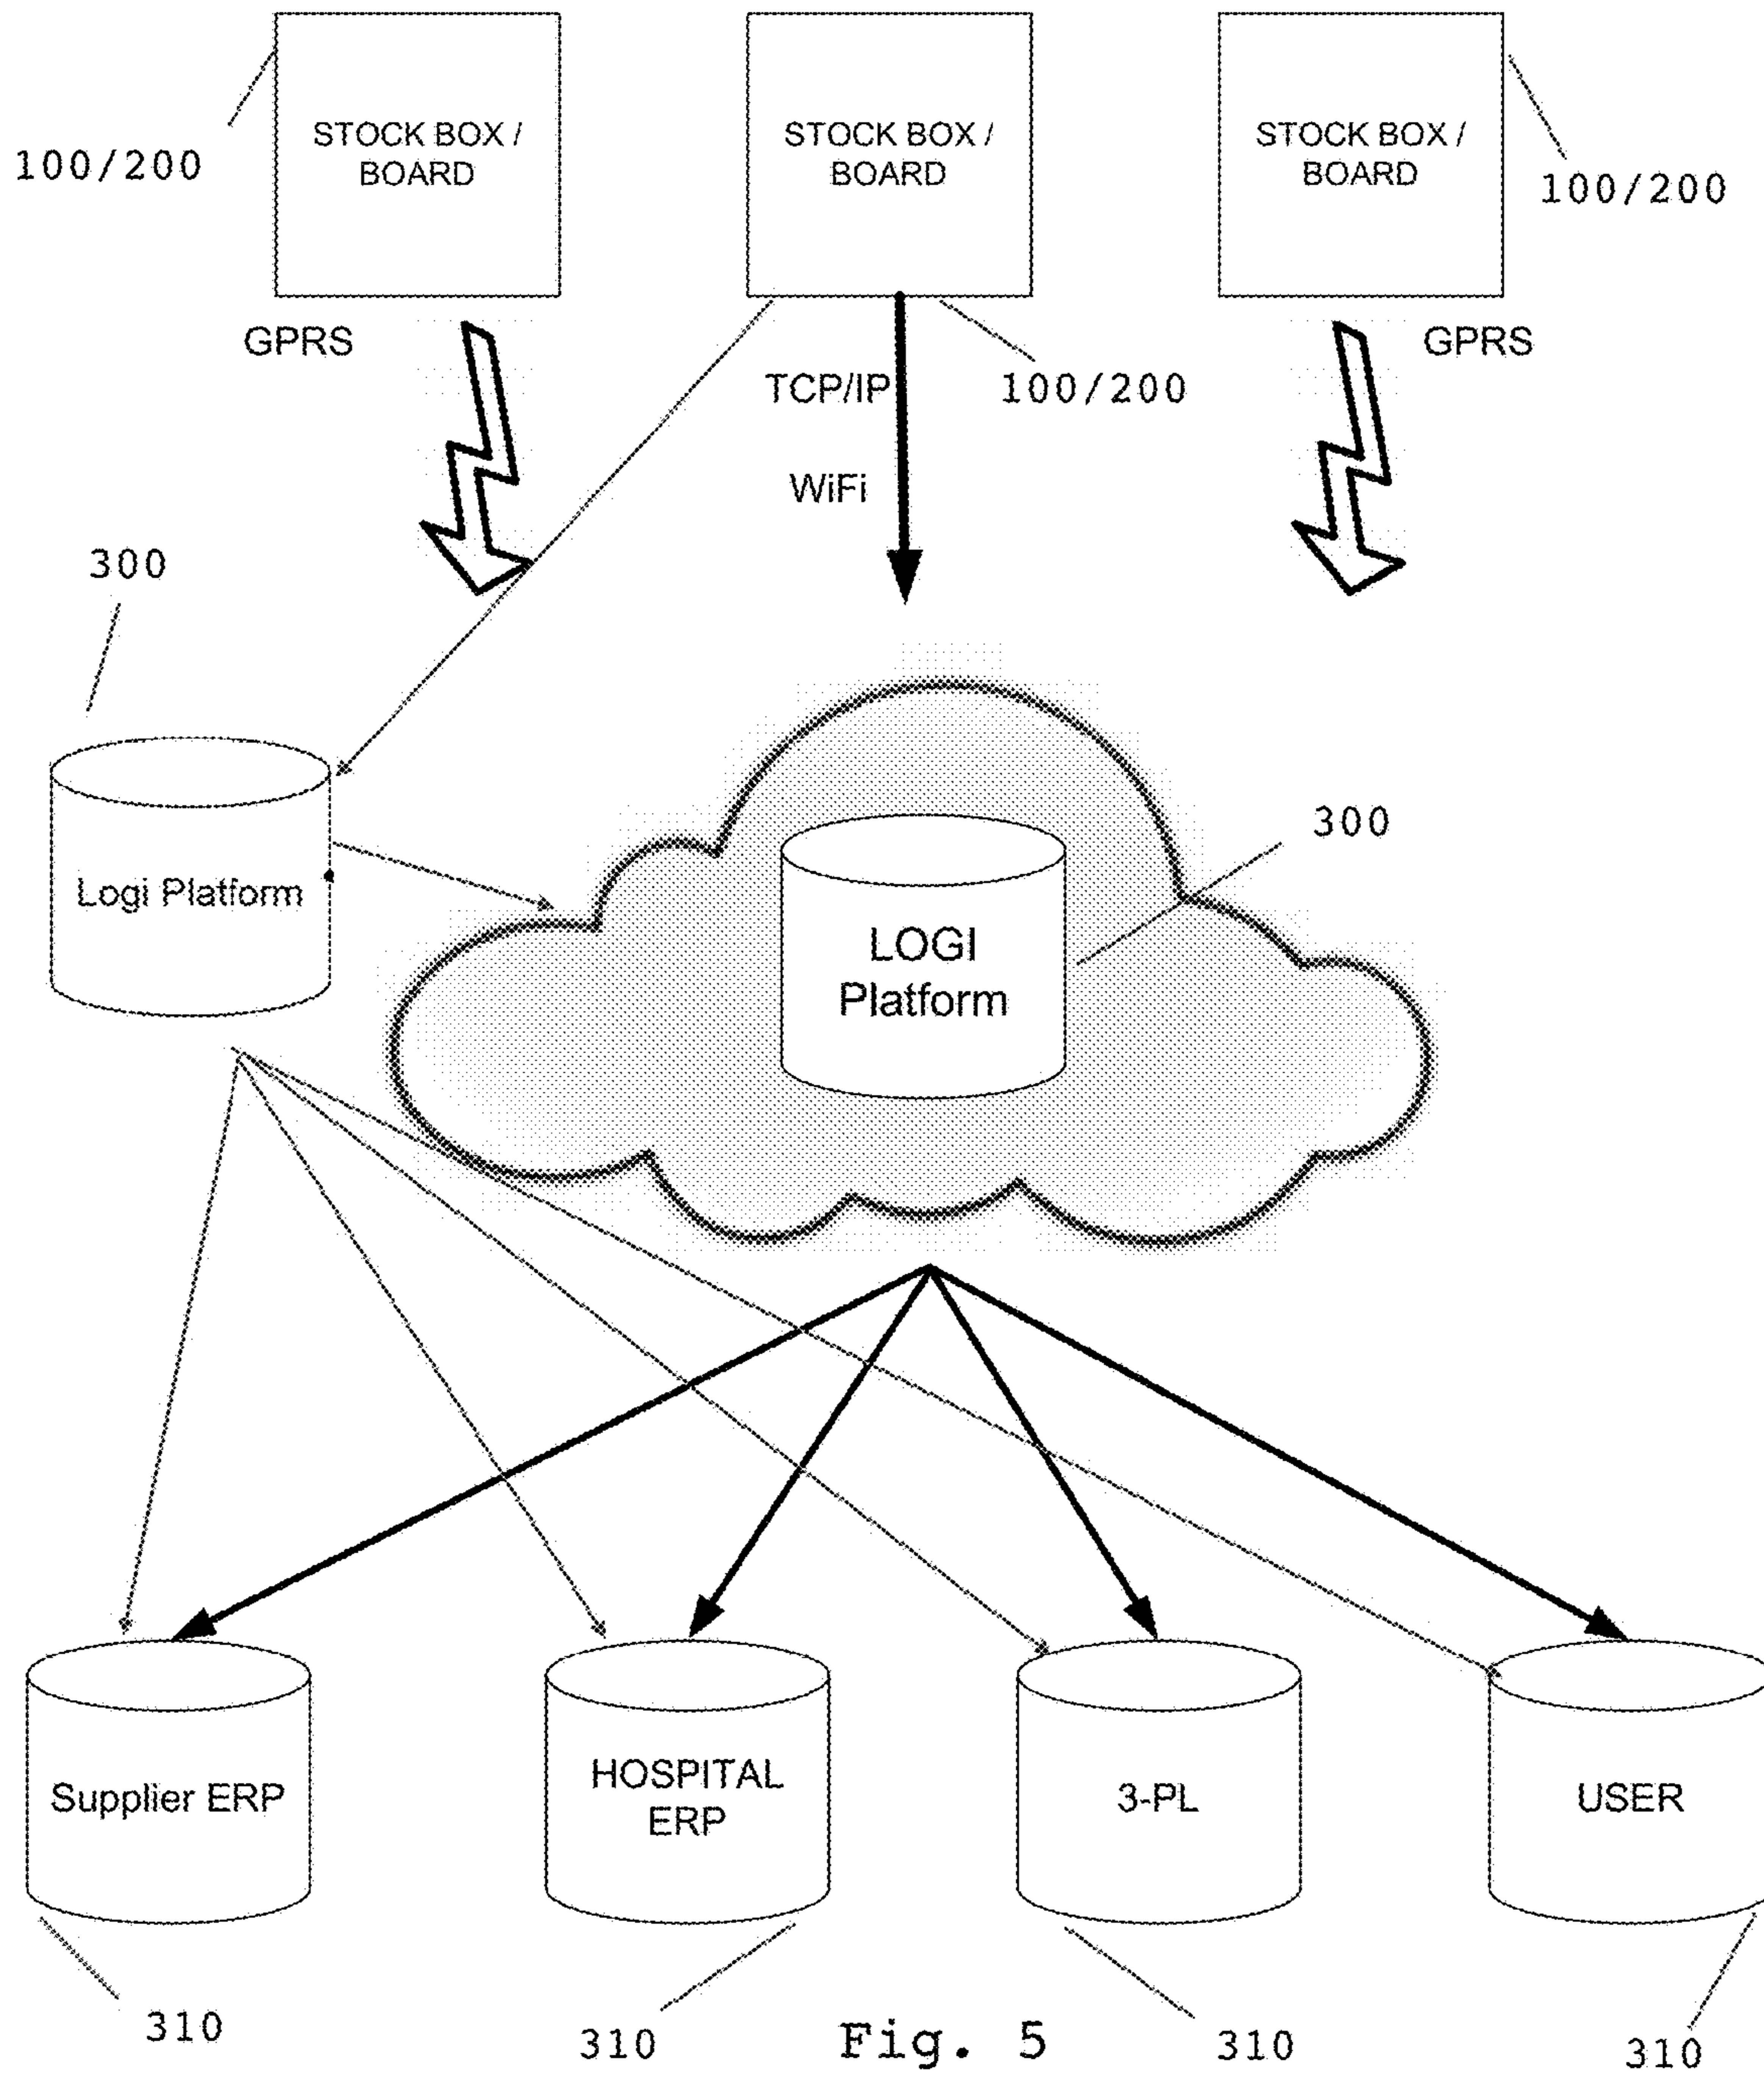 STOCK BOX /
BOARD
STOCK BOX /
BOARD
STOCK BOX /
BOARD
100/200
100/200
GPRS
GPRS
TCP/IP
100/200
WiFi
300
300
Logi Platform
LOGI
Platform
Supplier ERP
HOSPITAL
ERP
3-PL
USER
310
310
Fig. 5
310
310